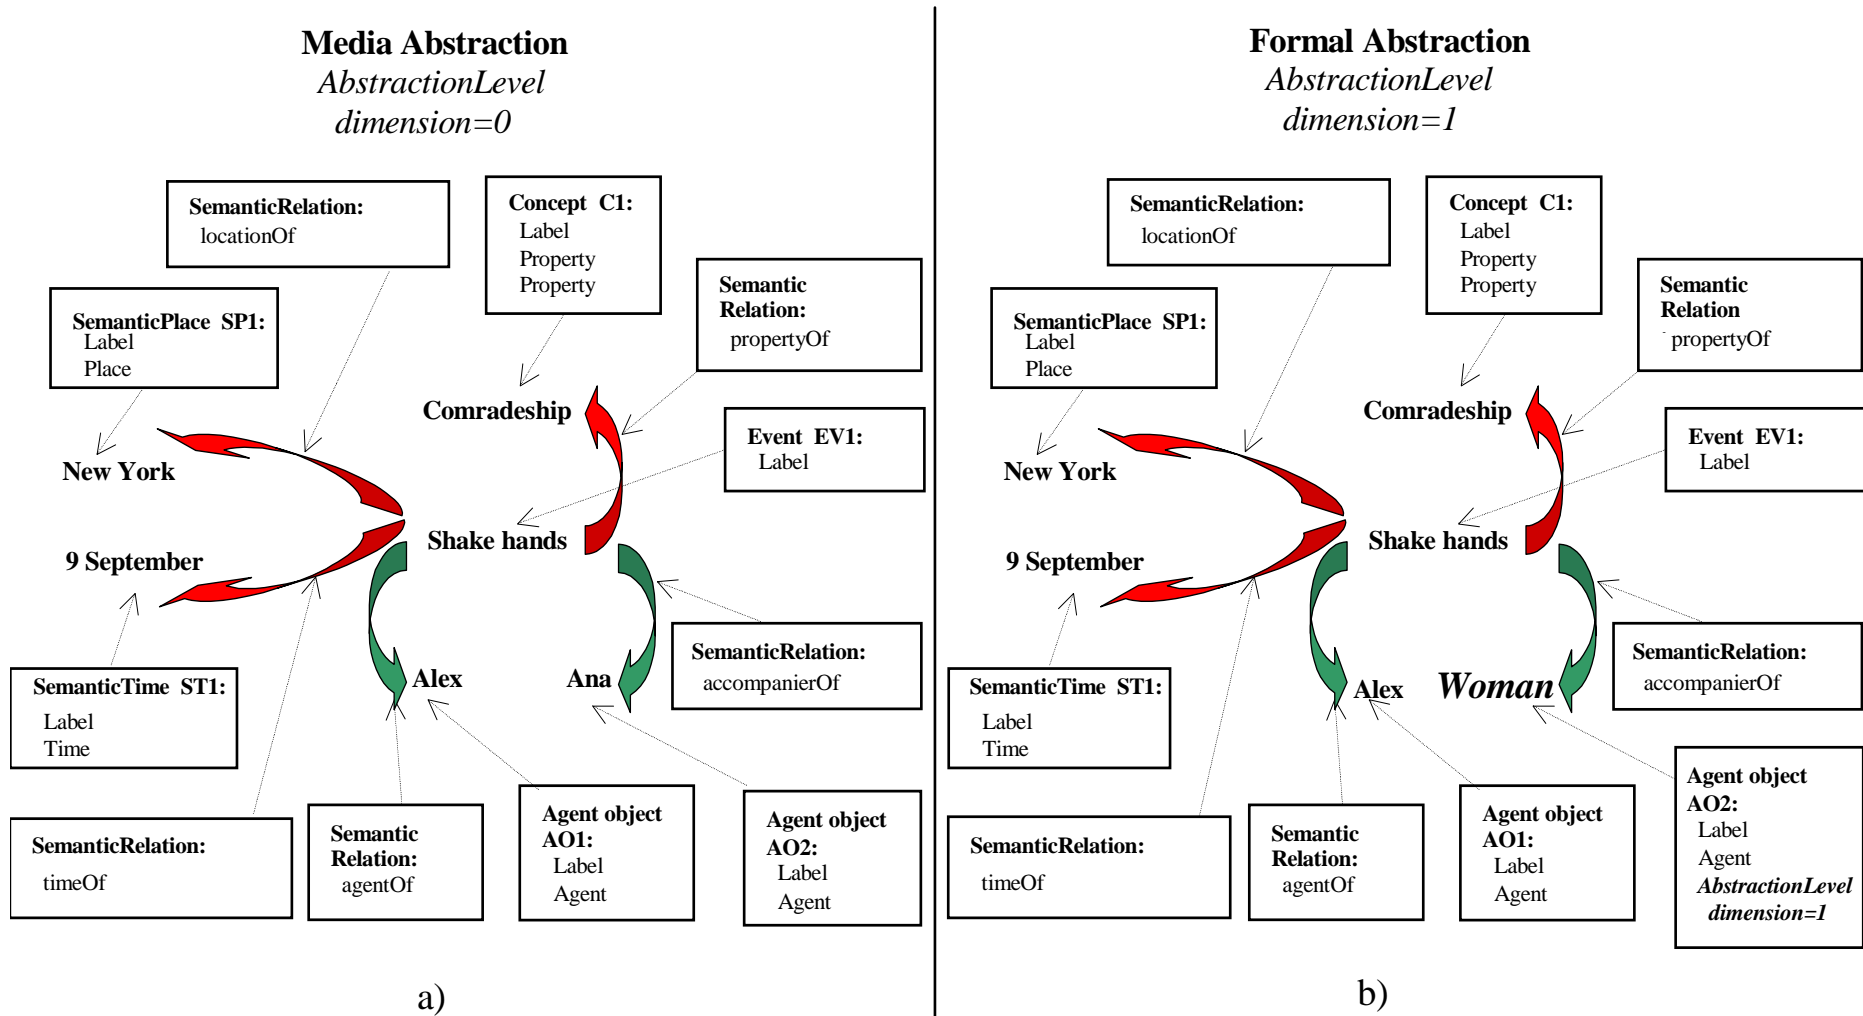 Media Abstraction
AbstractionLevel
dimension=0
SemanticRelation:
locationOf
Concept C1:
Label
Property
Property
Semantic
Relation:
propertyOf
SemanticPlace SP1:
Label
Place
Comradeship
Event EV1:
Label
New York
Shake hands
9 September
SemanticRelation:
accompanierOf
Alex
Ana
SemanticTime ST1:
Label
Time
SemanticRelation:
timeOf
Semantic
Relation:
agentOf
Agent object
AO1:
Label
Agent
Agent object
AO2:
Label
Agent
a)
Formal Abstraction
AbstractionLevel
dimension=1
SemanticRelation:
locationOf
Concept C1:
Label
Property
Property
Semantic
Relation
propertyOf
SemanticPlace SP1:
Label
Place
Comradeship
Event EV1:
Label
New York
Shake hands
9 September
SemanticRelation:
accompanierOf
Alex
Woman
SemanticTime ST1:
Label
Time
SemanticRelation:
timeOf
Semantic
Relation:
agentOf
Agent object
AO1:
Label
Agent
Agent object
AO2:
Label
Agent
AbstractionLevel
dimension=1
b)